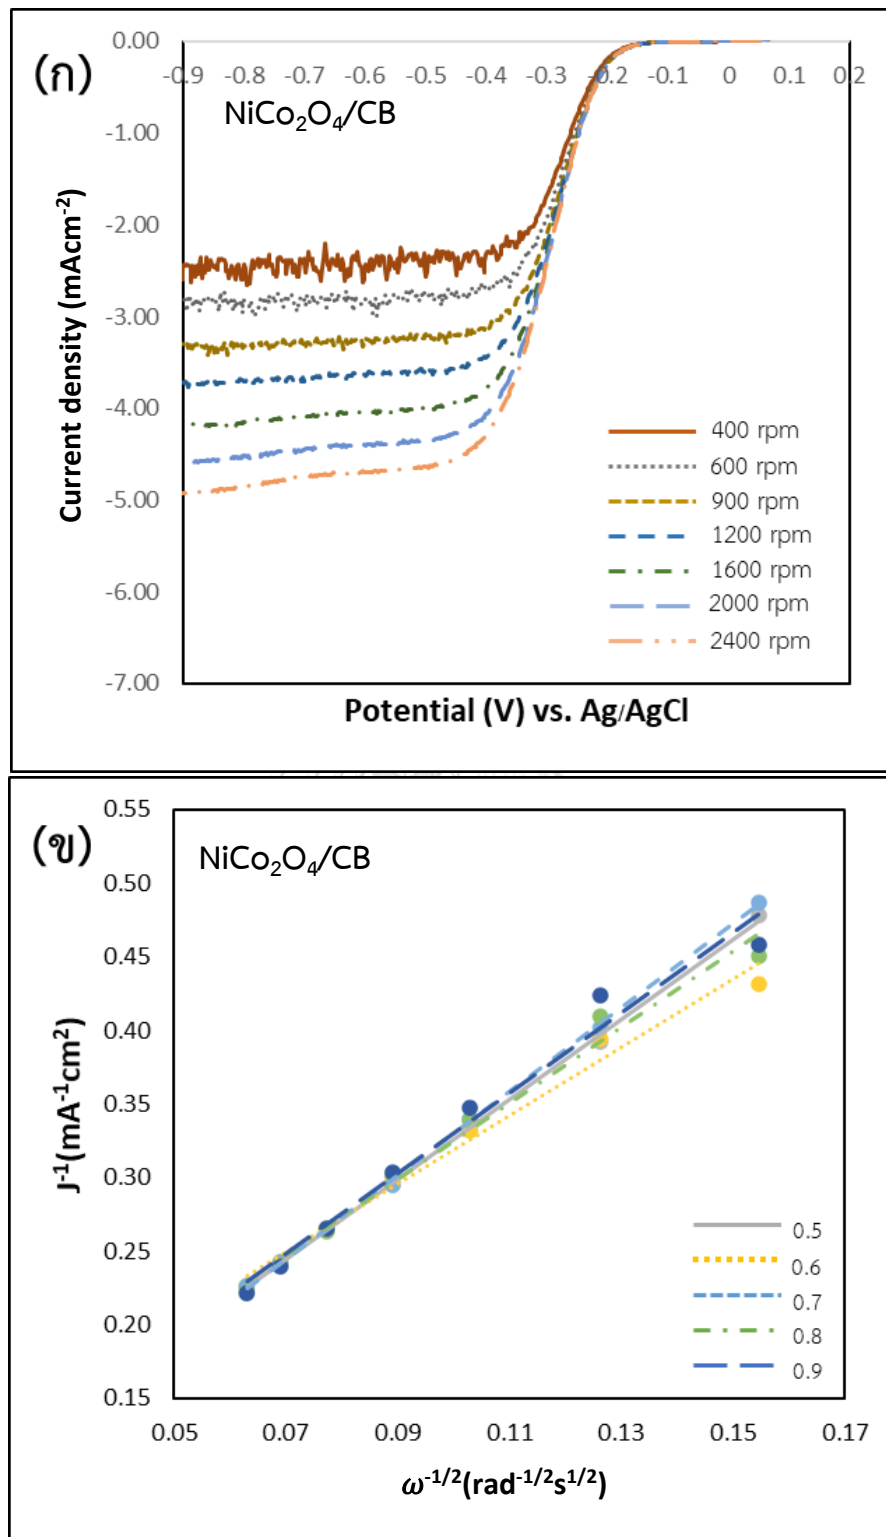 (ก)
NiCo₂O₄/CB
0.00
-1.00
-2.00
-3.00
-4.00
-5.00
-6.00
-7.00
-0.9 -0.8 -0.7 -0.6 -0.5 -0.4 -0.3 -0.2 -0.1 0 0.1 0.2
Current density (mAcm⁻²)
400 rpm
600 rpm
900 rpm
1200 rpm
1600 rpm
2000 rpm
2400 rpm
Potential (V) vs. Ag/AgCl
(ข)
NiCo₂O₄/CB
0.55
0.50
0.45
0.40
0.35
0.30
0.25
0.20
0.15
J⁻¹(mA⁻¹cm²)
0.5
0.6
0.7
0.8
0.9
0.05 0.07 0.09 0.11 0.13 0.15 0.17
ω⁻¹/²(rad⁻¹/²s¹/²)